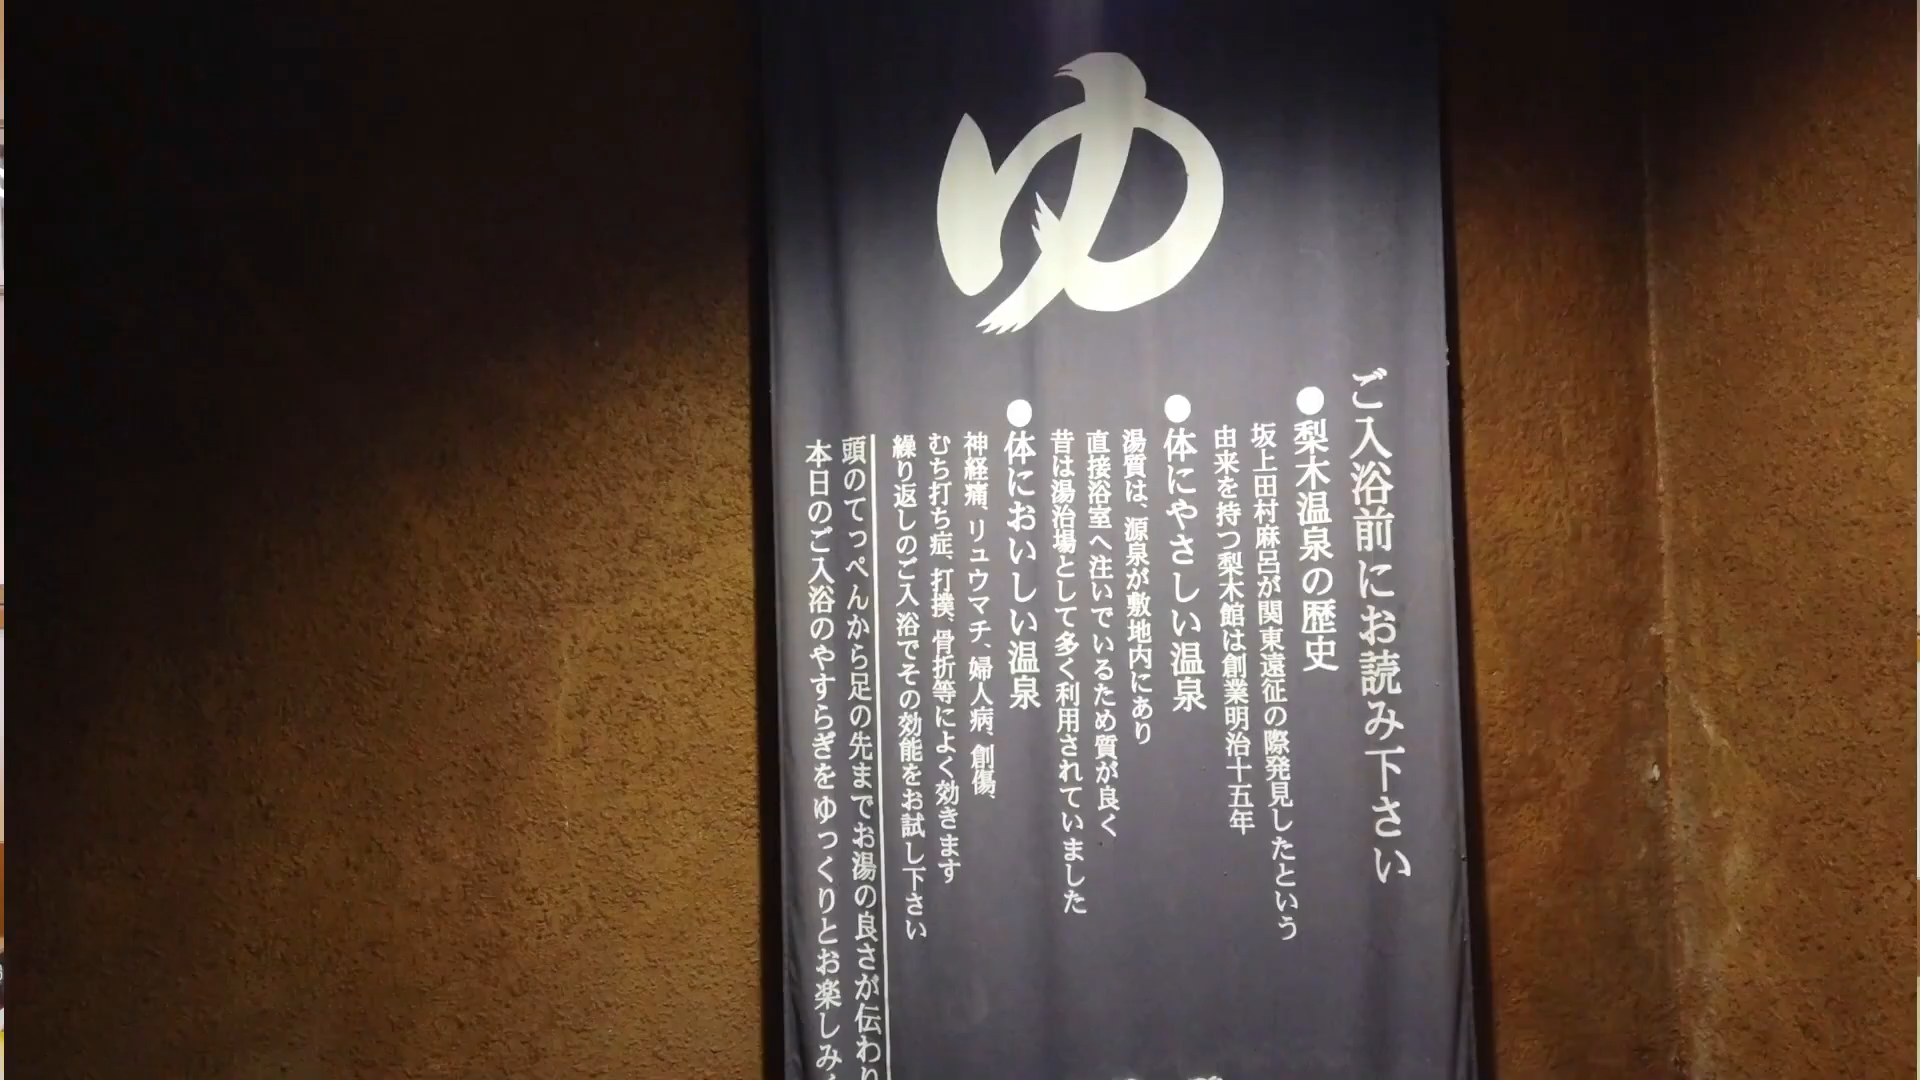 ゆ
ご入浴前にお読み下さい
●梨木温泉の歴史
坂上田村麻呂が関東遠征の際発見したという
由来を持つ梨木館は創業明治十五年
●体にやさしい温泉
湯質は、源泉が敷地内にあり
直接浴室へ注いでいるため質が良く
昔は湯治場として多く利用されていました
●体においしい温泉
神経痛、リュウマチ、婦人病、創傷、
むち打ち症、打撲、骨折等によく効きます
繰り返しのご入浴でその効能をお試し下さい
頭のてっぺんから足の先までお湯の良さが伝わり
本日のご入浴のやすらぎをゆっくりとお楽しみ